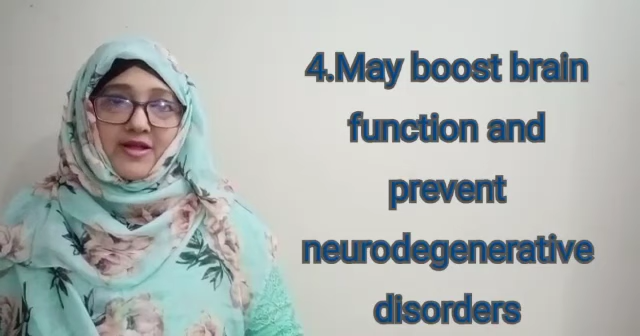 4.May boost brain
function and
prevent
neurodegenerative
disorders